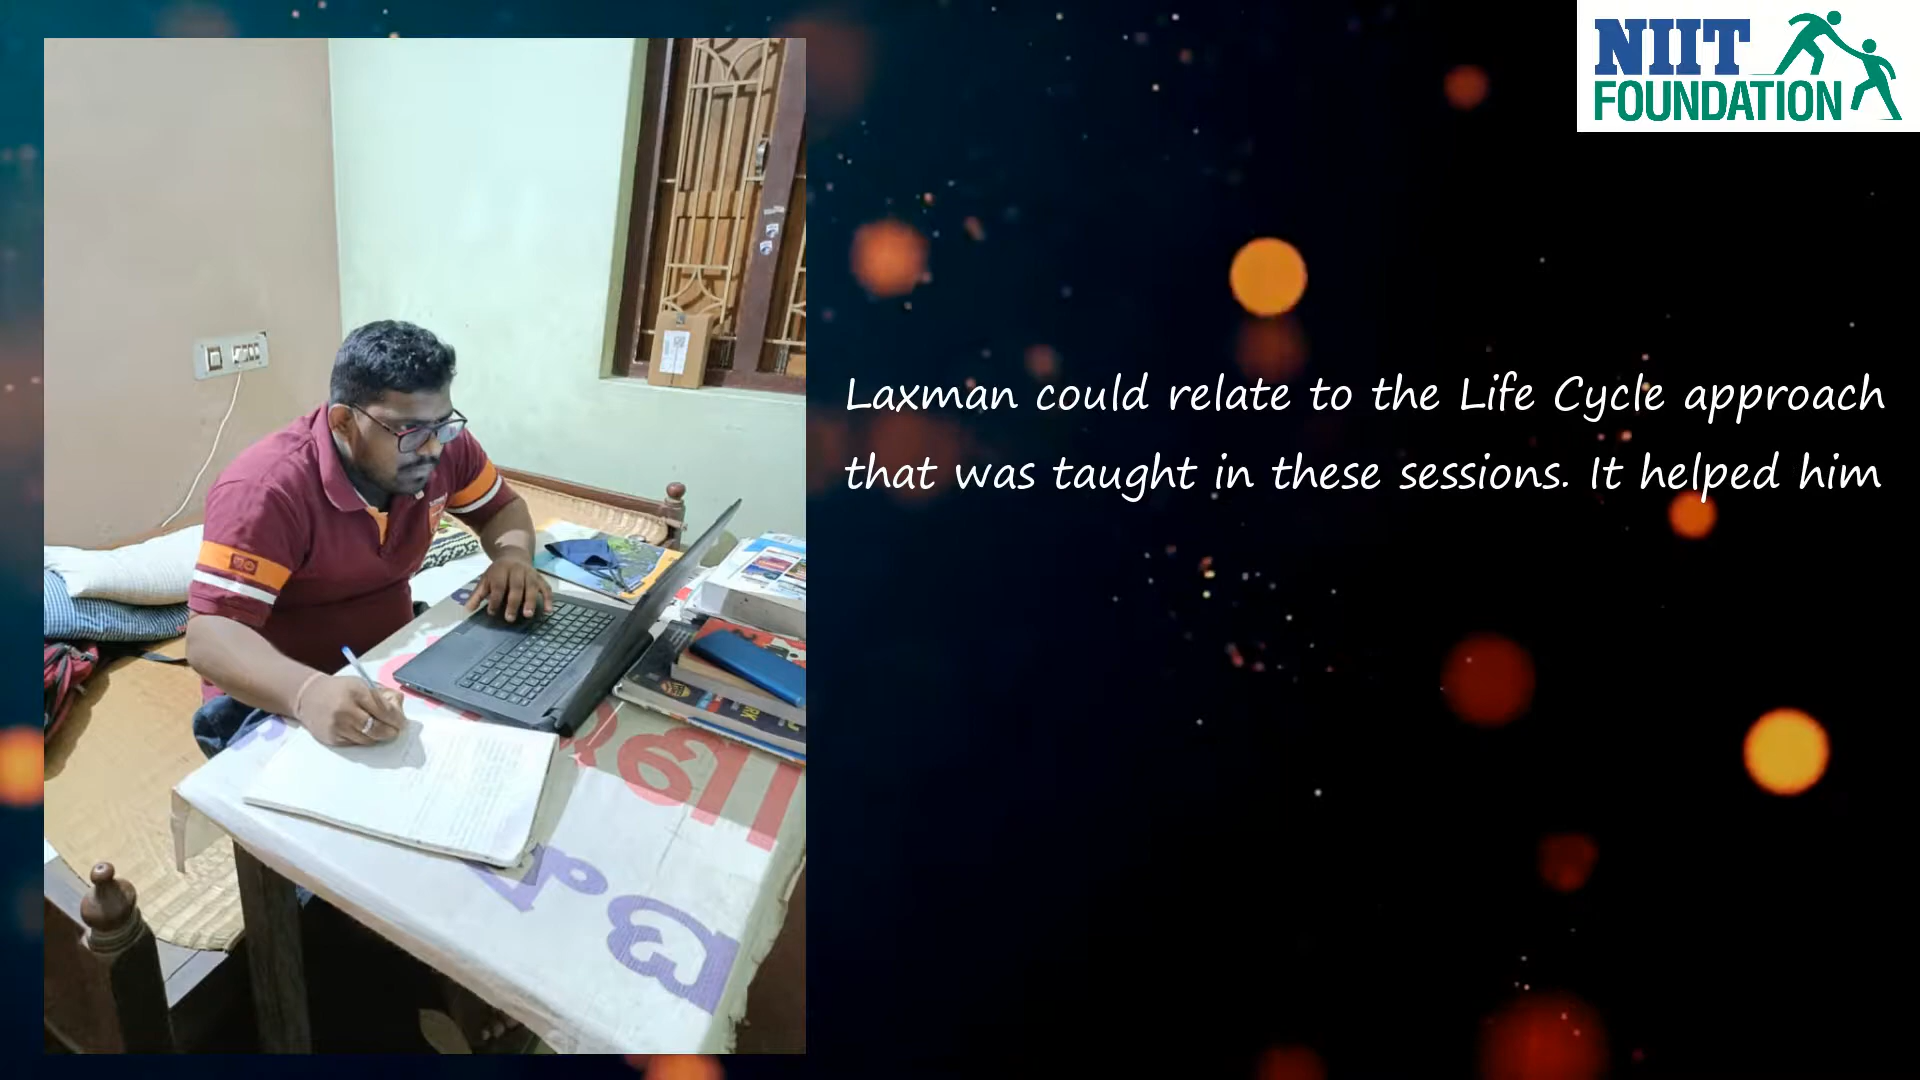 NIIT
FOUNDATION
Laxman could relate to the Life Cycle approach
that was taught in these sessions. It helped him